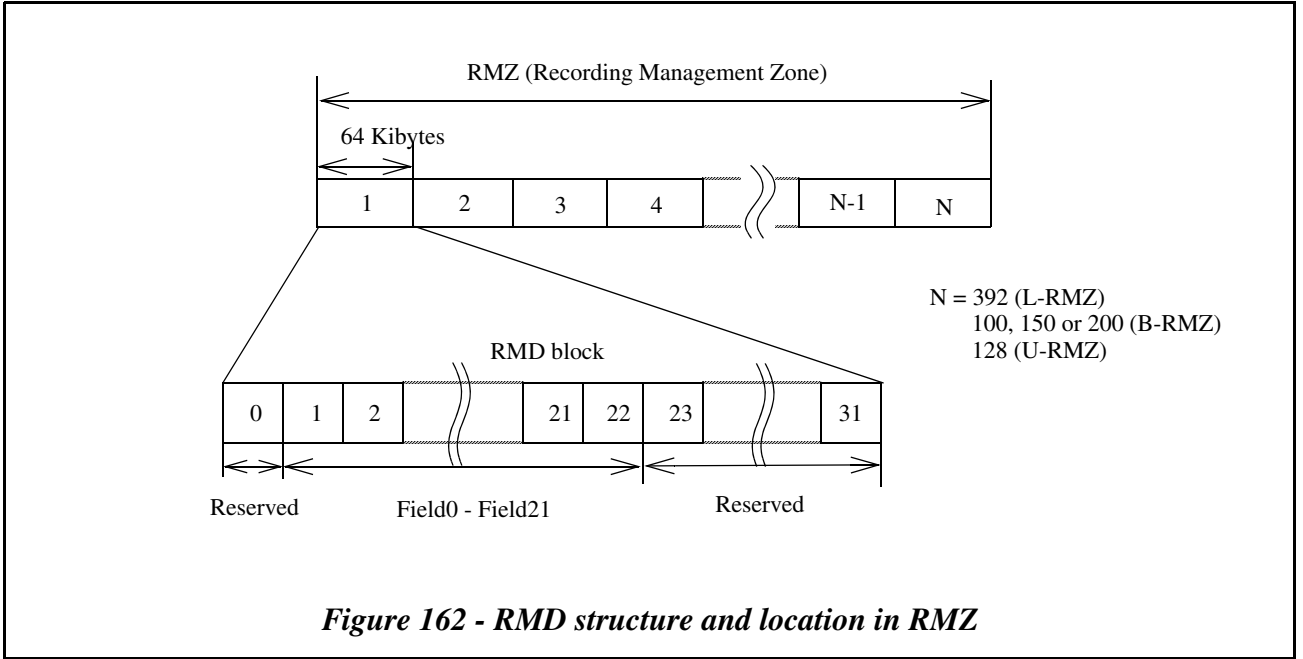 RMZ (Recording Management Zone)
64 Kibytes
1 2 3 4 N-1 N
N = 392 (L-RMZ)
100, 150 or 200 (B-RMZ)
128 (U-RMZ)
RMD block
0 1 2 21 22 23 31
Reserved Field0 - Field21 Reserved
Figure 162 - RMD structure and location in RMZ